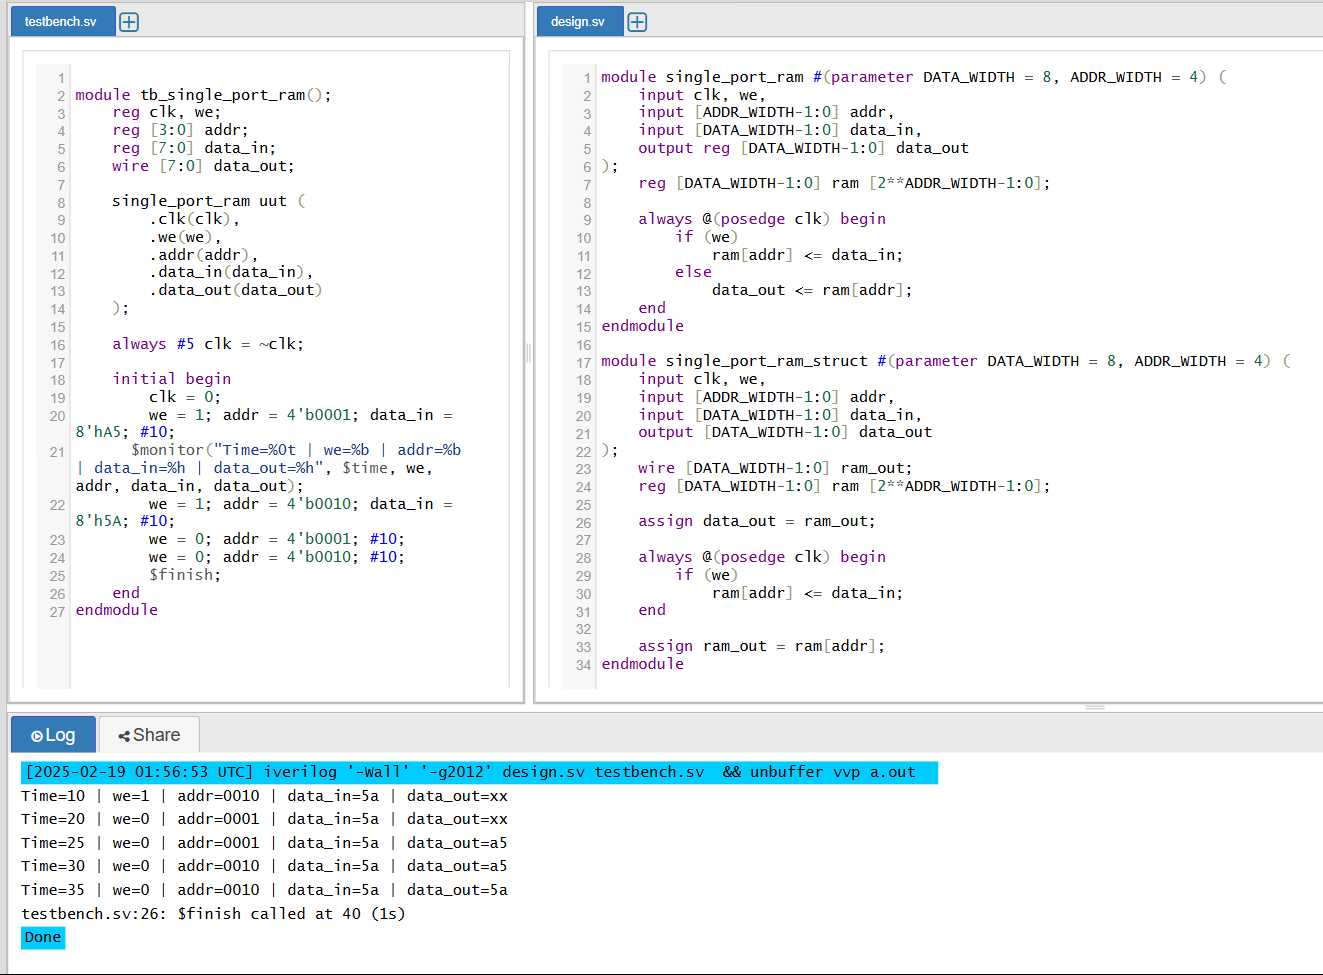 testbench.sv
1
2 module tb_single_port_ram();
3     reg clk, we;
4     reg [3:0] addr;
5     reg [7:0] data_in;
6     wire [7:0] data_out;
7
8     single_port_ram uut (
9         .clk(clk),
10         .we(we),
11         .addr(addr),
12         .data_in(data_in),
13         .data_out(data_out)
14     );
15
16     always #5 clk = ~clk;
17
18     initial begin
19         clk = 0;
20         we = 1; addr = 4'b0001; data_in =
8'hA5; #10;
21       $monitor("Time=%0t | we=%b | addr=%b
| data_in=%h | data_out=%h", $time, we,
addr, data_in, data_out);
22         we = 1; addr = 4'b0010; data_in =
8'h5A; #10;
23         we = 0; addr = 4'b0001; #10;
24         we = 0; addr = 4'b0010; #10;
25         $finish;
26     end
27 endmodule
design.sv
1 module single_port_ram #(parameter DATA_WIDTH = 8, ADDR_WIDTH = 4) (
2     input clk, we,
3     input [ADDR_WIDTH-1:0] addr,
4     input [DATA_WIDTH-1:0] data_in,
5     output reg [DATA_WIDTH-1:0] data_out
6 );
7     reg [DATA_WIDTH-1:0] ram [2**ADDR_WIDTH-1:0];
8
9     always @(posedge clk) begin
10         if (we)
11             ram[addr] <= data_in;
12         else
13             data_out <= ram[addr];
14     end
15 endmodule
16
17 module single_port_ram_struct #(parameter DATA_WIDTH = 8, ADDR_WIDTH = 4) (
18     input clk, we,
19     input [ADDR_WIDTH-1:0] addr,
20     input [DATA_WIDTH-1:0] data_in,
21     output [DATA_WIDTH-1:0] data_out
22 );
23     wire [DATA_WIDTH-1:0] ram_out;
24     reg [DATA_WIDTH-1:0] ram [2**ADDR_WIDTH-1:0];
25
26     assign data_out = ram_out;
27
28     always @(posedge clk) begin
29         if (we)
30             ram[addr] <= data_in;
31     end
32
33     assign ram_out = ram[addr];
34 endmodule
Log
Share
[2025-02-19 01:56:53 UTC] iverilog '-Wall' '-g2012' design.sv testbench.sv  && unbuffer vvp a.out
Time=10 | we=1 | addr=0010 | data_in=5a | data_out=xx
Time=20 | we=0 | addr=0001 | data_in=5a | data_out=xx
Time=25 | we=0 | addr=0001 | data_in=5a | data_out=a5
Time=30 | we=0 | addr=0010 | data_in=5a | data_out=a5
Time=35 | we=0 | addr=0010 | data_in=5a | data_out=5a
testbench.sv:26: $finish called at 40 (1s)
Done